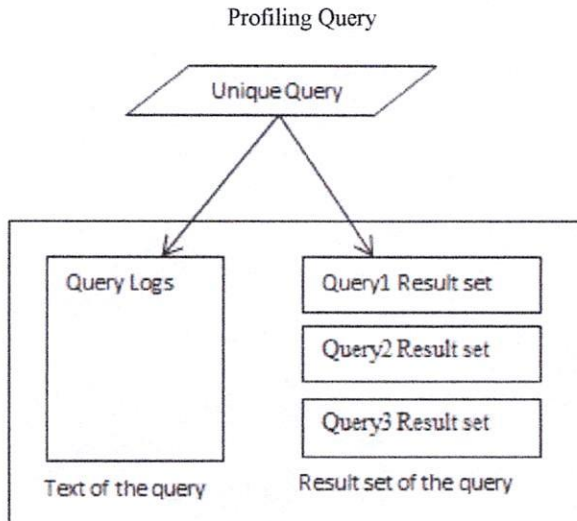 Profiling Query
Unique Query
Query Logs
Query1 Result set
Query2 Result set
Query3 Result set
Text of the query
Result set of the query